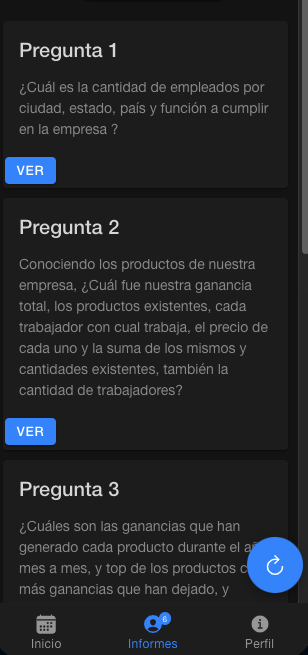 Pregunta 1
¿Cuál es la cantidad de empleados por
ciudad, estado, país y función a cumplir
en la empresa ?
VER
Pregunta 2
Conociendo los productos de nuestra
empresa, ¿Cuál fue nuestra ganancia
total, los productos existentes, cada
trabajador con cual trabaja, el precio de
cada uno y la suma de los mismos y
cantidades existentes, también la
cantidad de trabajadores?
VER
Pregunta 3
¿Cuáles son las ganancias que han
generado cada producto durante el
mes a mes, y top de los productos
más ganancias que han dejado, y
6
Inicio
Informes
Perfil